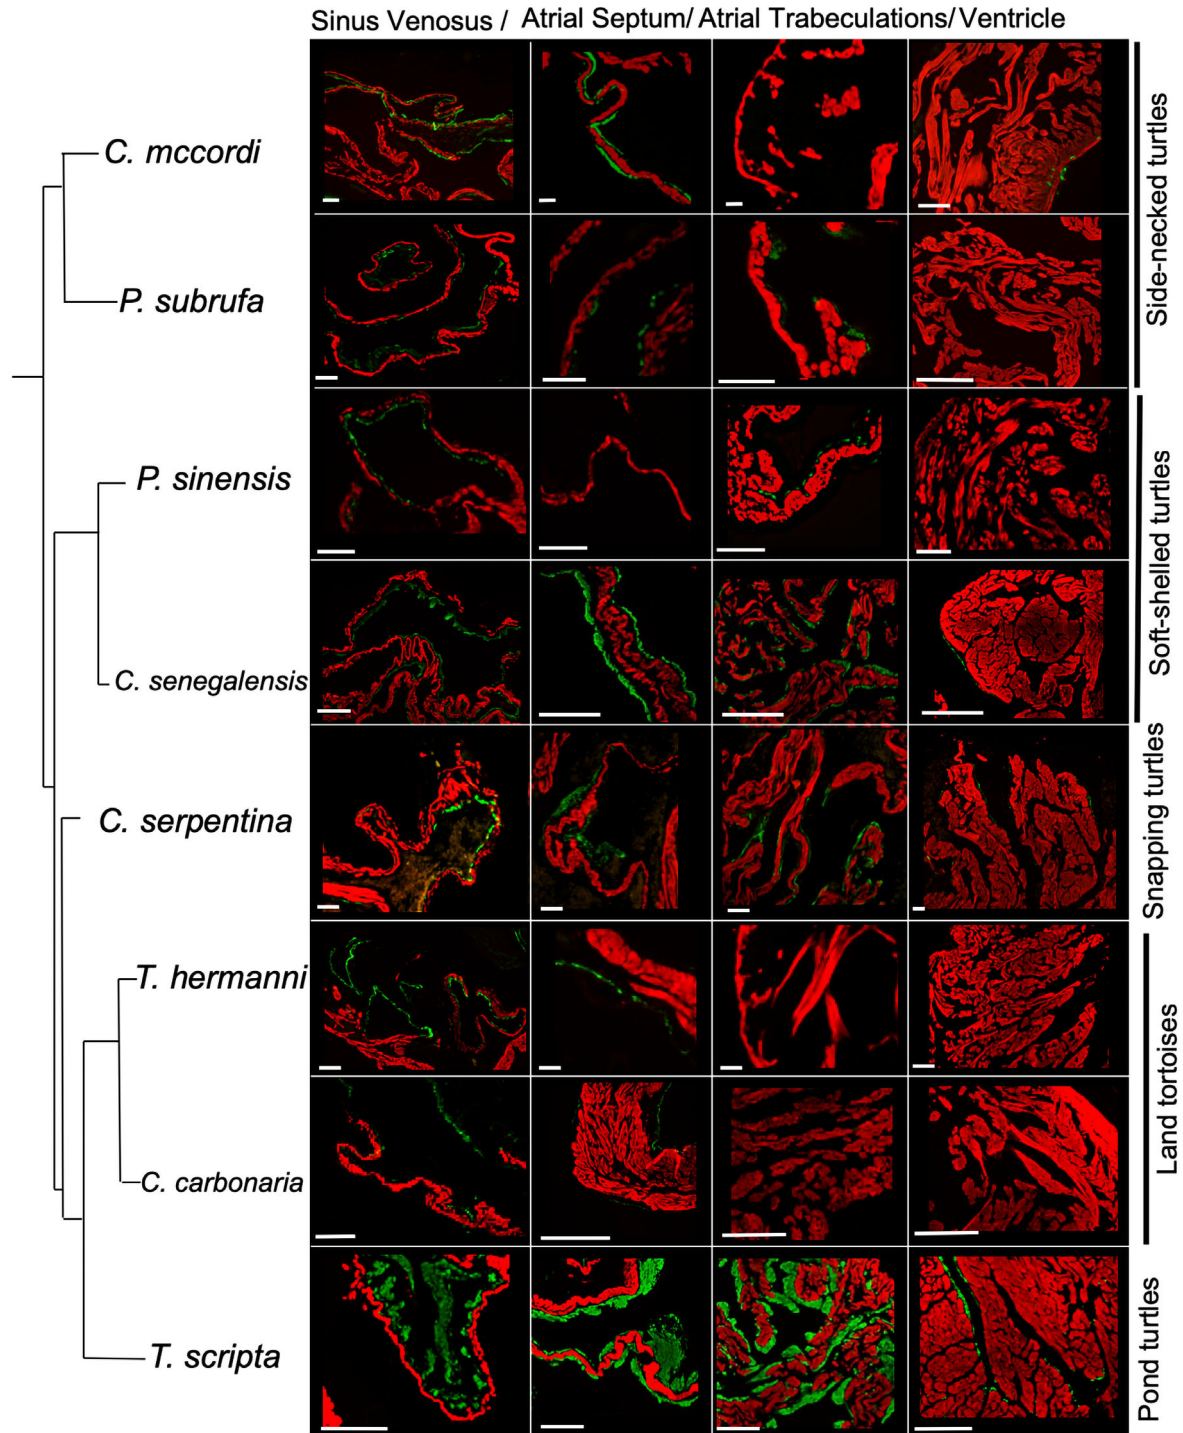 Sinus Venosus / Atrial Septum/ Atrial Trabeculations/ Ventricle
C. mccordi
P. subrufa
Side-necked turtles
P. sinensis
C. senegalensis
Soft-shelled turtles
C. serpentina
Snapping turtles
T. hermanni
C. carbonaria
Land tortoises
T. scripta
Pond turtles